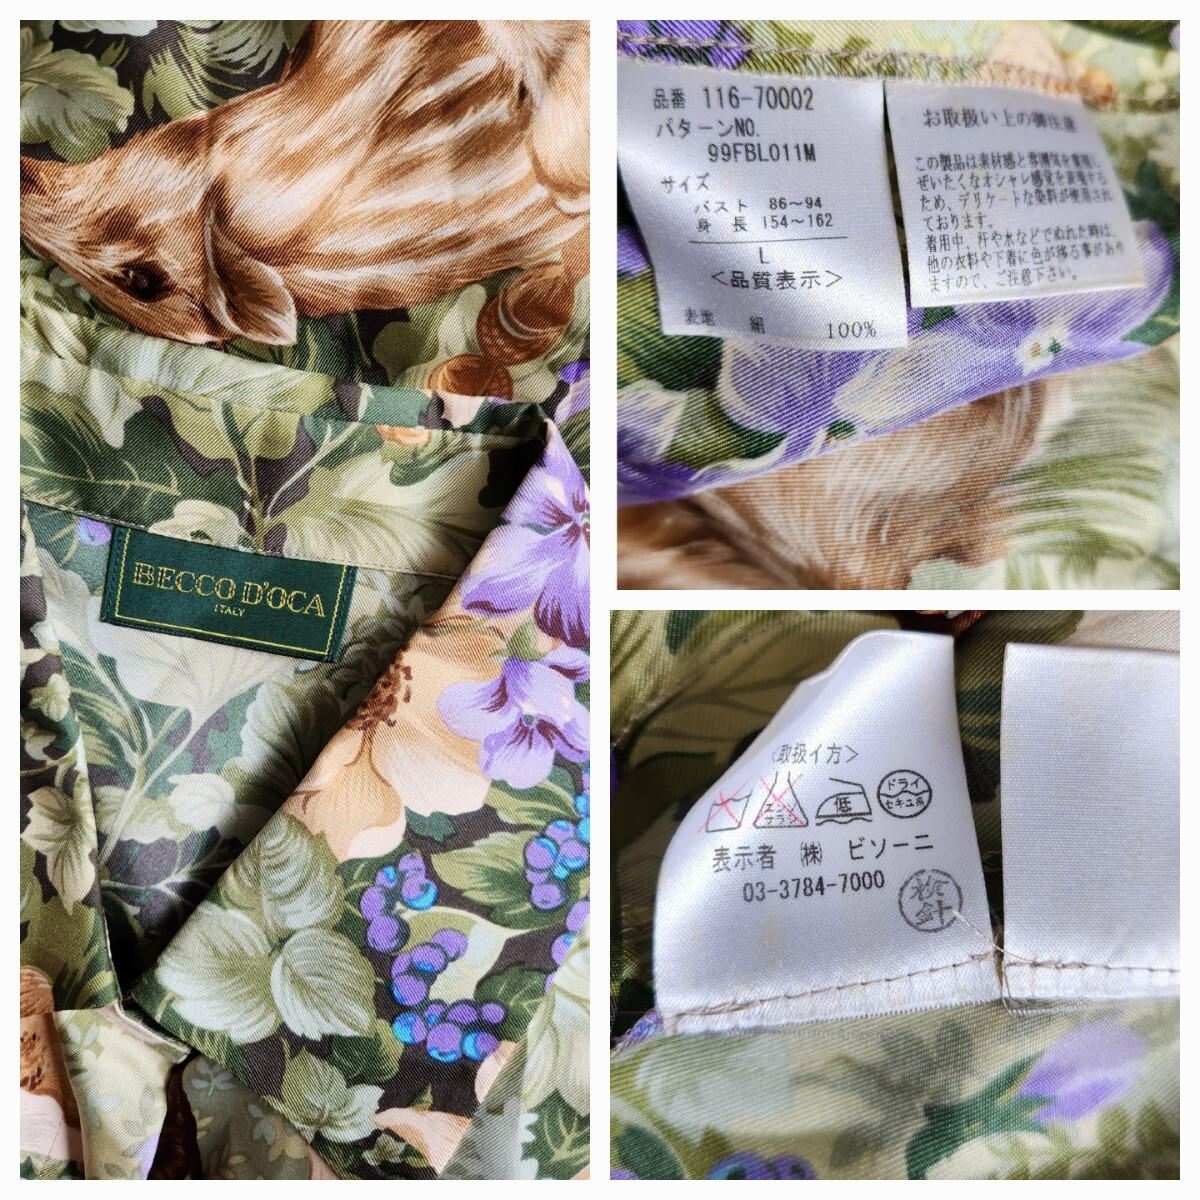 BECCO D'OCA
ITALY
品番 116-70002
パターンNO.
99FBL011M
サイズ
バスト 86〜94
身長 154〜162
L
<品質表示>
表地 絹 100%
お取扱い上の御注意
この製品は素材感と雰囲気を重視し
ぜいたくなオシャレ感覚を表現する
ため、デリケートな染料が使用され
ております。
着用中、汗や水などでぬれた時は、
他の衣料や下着に色が移る事があり
ますので、ご注意下さい。
<取扱イ方>
エンソ
サラシ
低
ドライ
セキユ系
表示者 ㈱ ビソーニ
03-3784-7000
検針